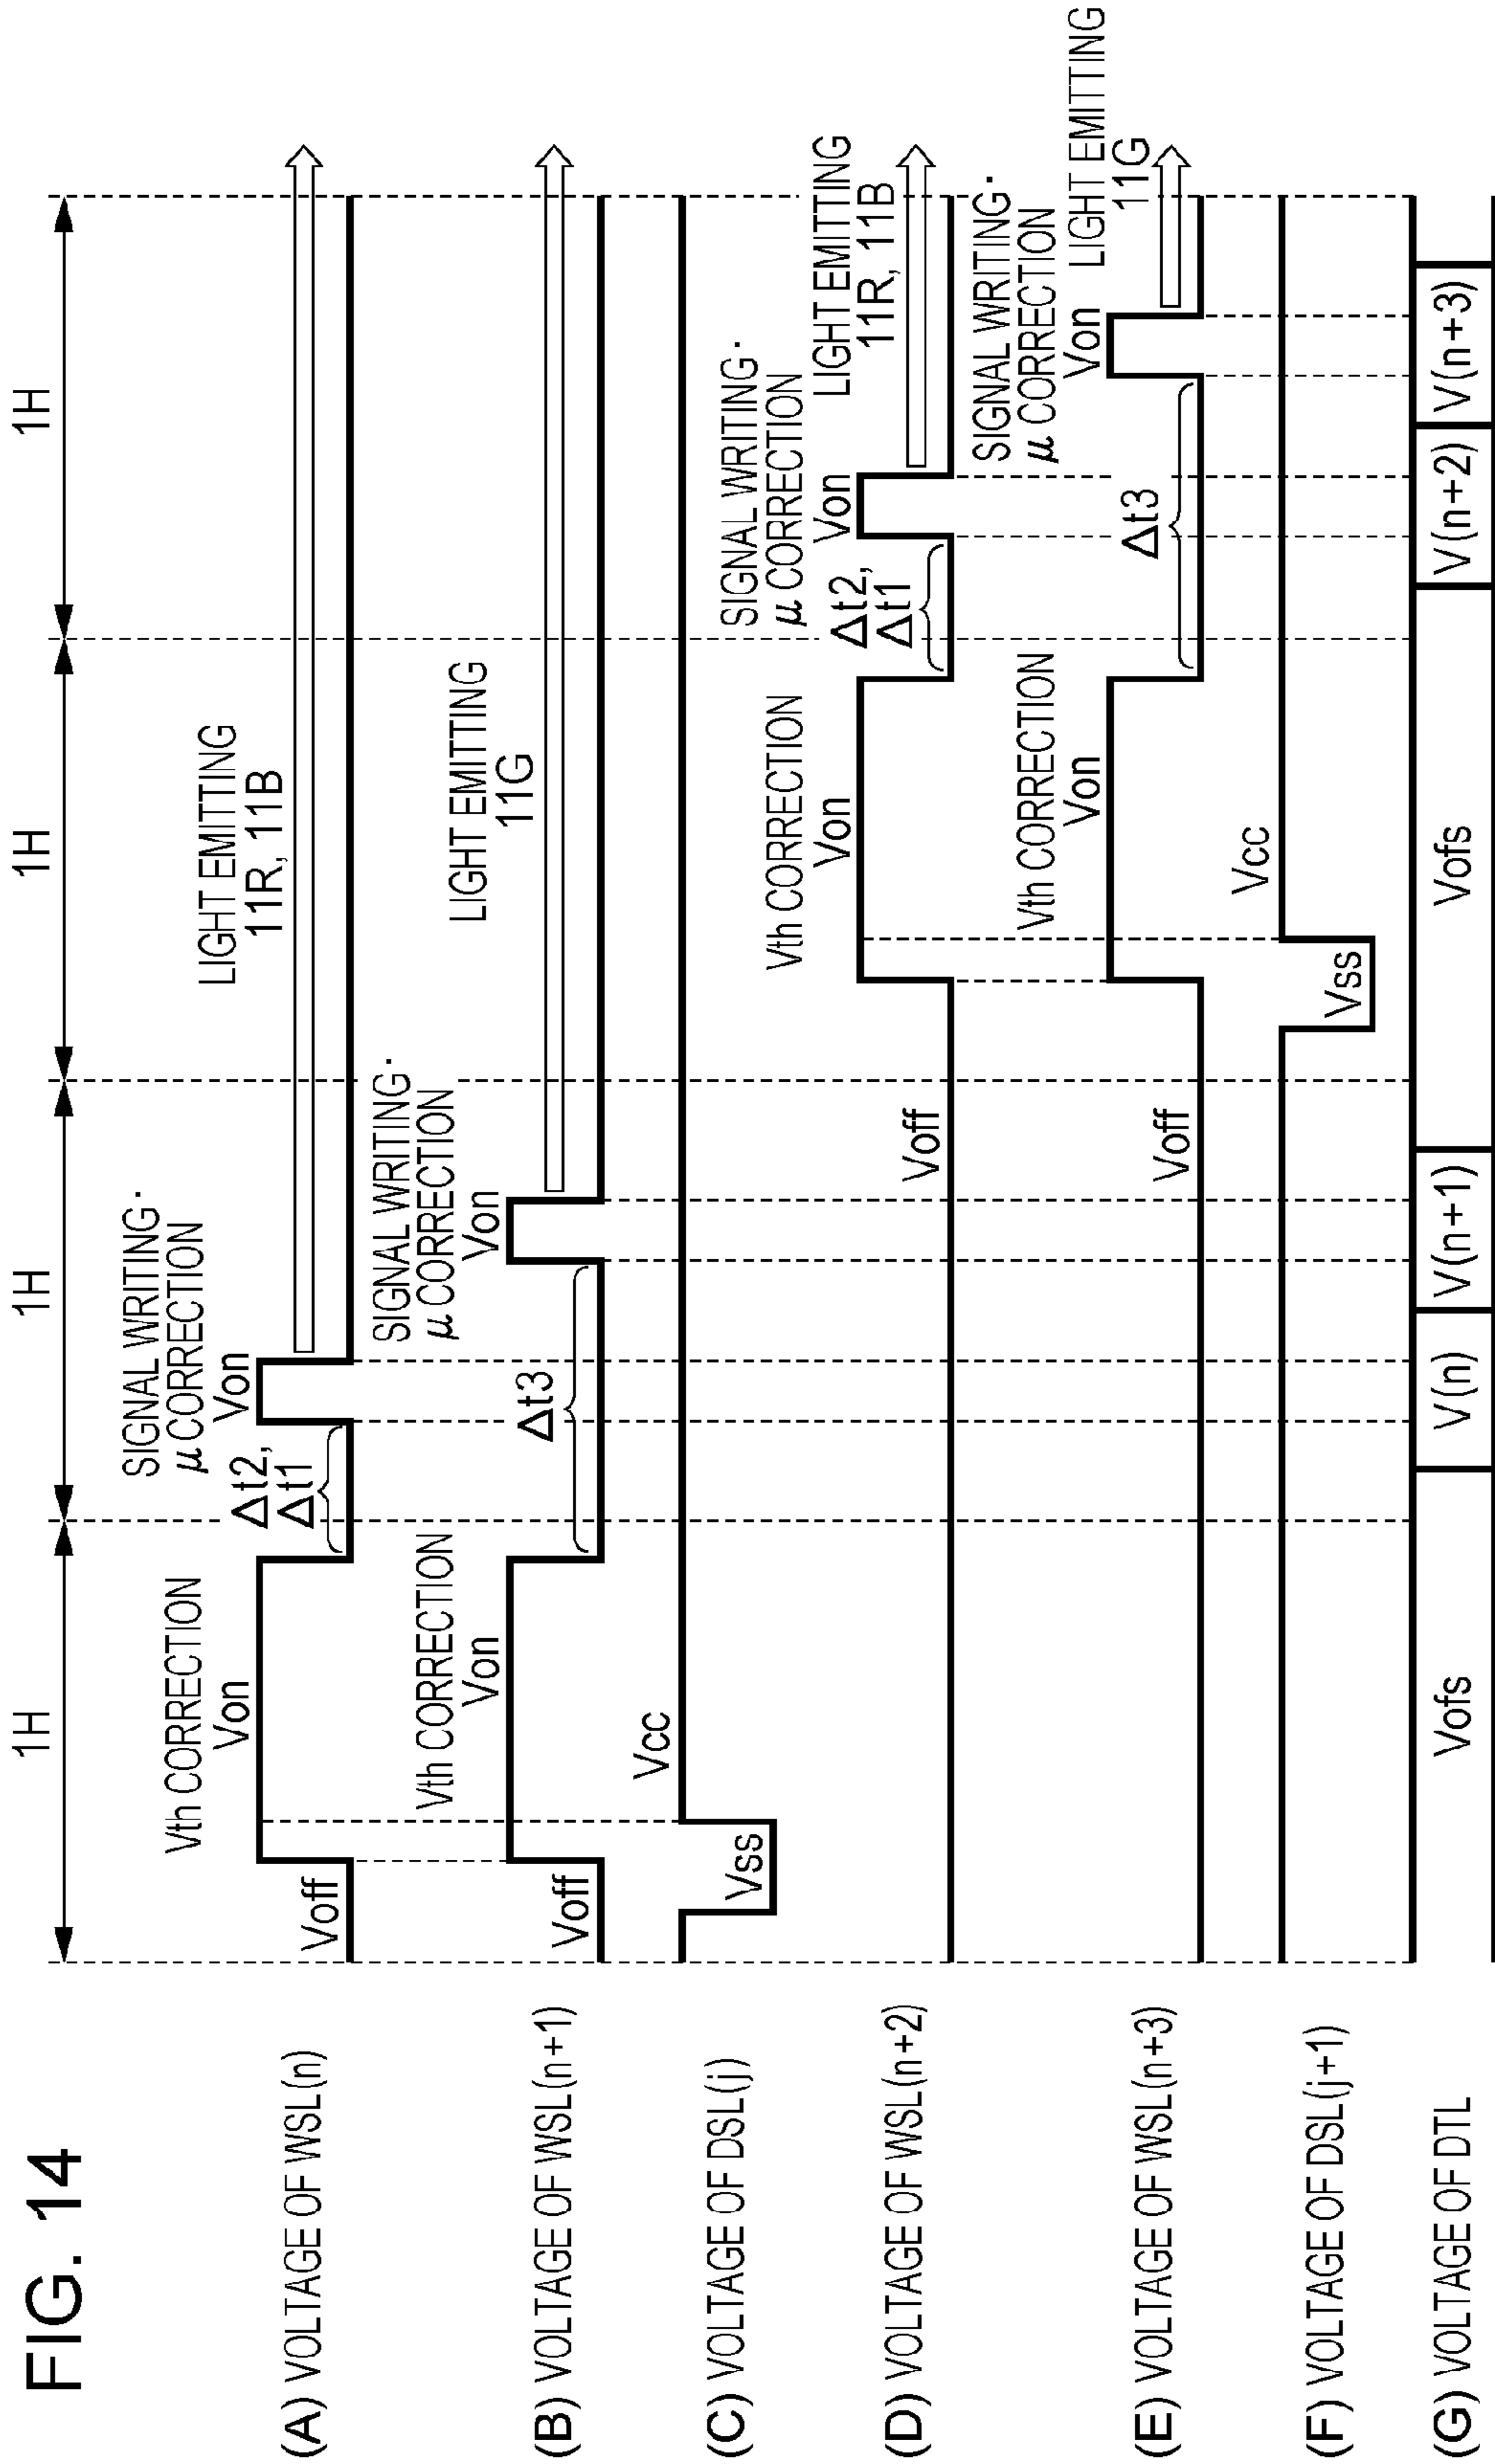 FIG. 14
1H
1H
1H
1H
(A) VOLTAGE OF WSL(n)
Voff
Vth CORRECTION
Von
Δt2,
Δt1
SIGNAL WRITING·
μ CORRECTION
Von
LIGHT EMITTING
11R, 11B
(B) VOLTAGE OF WSL(n+1)
Voff
Vth CORRECTION
Von
Δt3
SIGNAL WRITING·
μ CORRECTION
Von
LIGHT EMITTING
11G
(C) VOLTAGE OF DSL(j)
Vss
Vcc
(D) VOLTAGE OF WSL(n+2)
Voff
Vth CORRECTION
Von
Δt2,
Δt1
SIGNAL WRITING·
μ CORRECTION
Von
LIGHT EMITTING
11R, 11B
(E) VOLTAGE OF WSL(n+3)
Voff
Vth CORRECTION
Von
Δt3
SIGNAL WRITING·
μ CORRECTION
Von
LIGHT EMITTING
11G
(F) VOLTAGE OF DSL(j+1)
Vss
Vcc
(G) VOLTAGE OF DTL
Vofs
V(n)
V(n+1)
Vofs
V(n+2)
V(n+3)